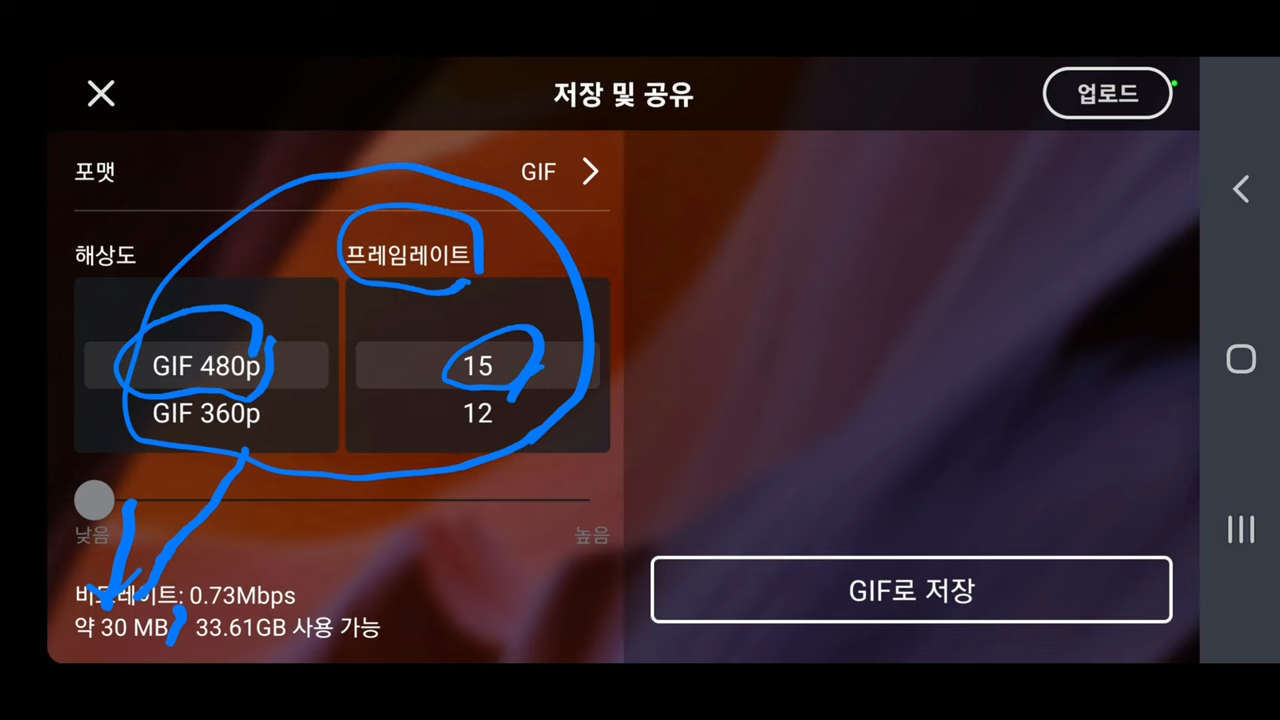 저장 및 공유
업로드
포맷
GIF
해상도
프레임레이트
GIF 480p
15
GIF 360p
12
낮음
높음
비트레이트: 0.73Mbps
약 30 MB, 33.61GB 사용 가능
GIF로 저장